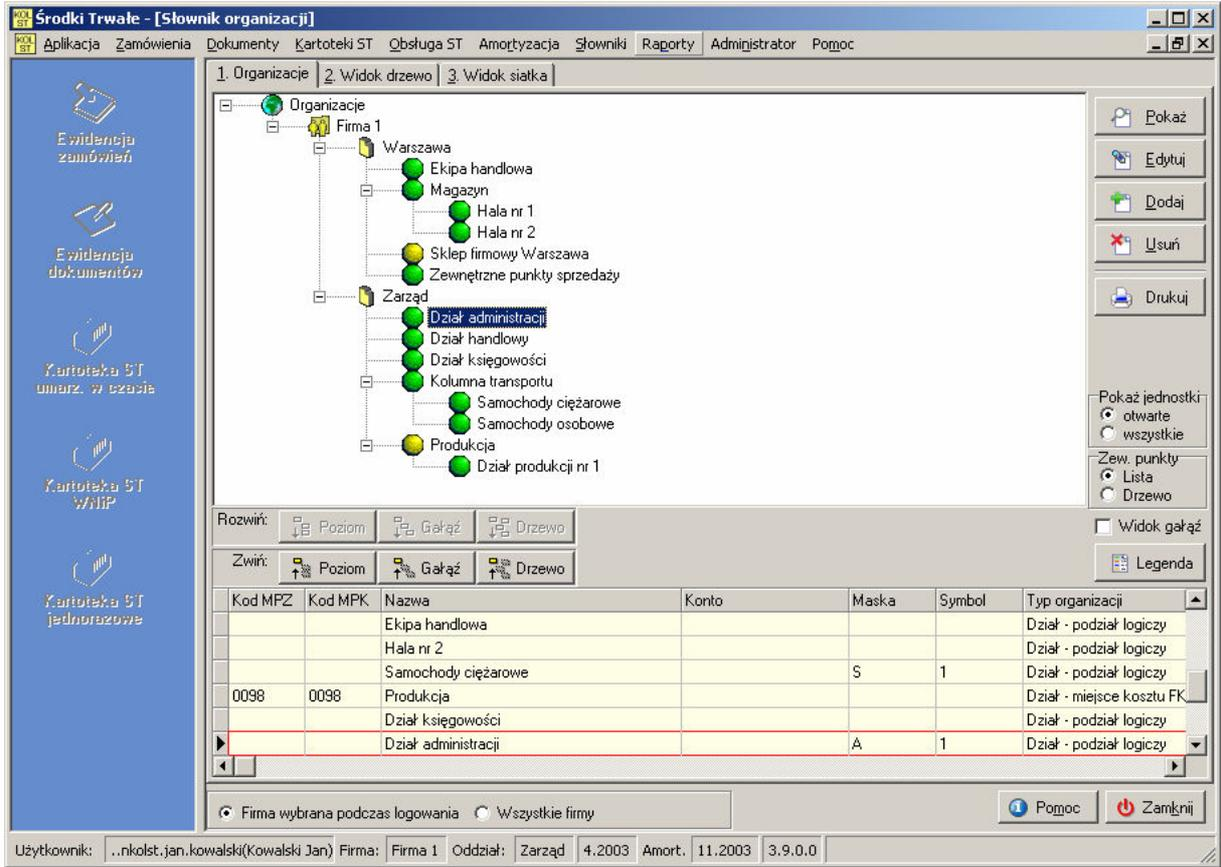 KOL ST Środki Trwałe - [Słownik organizacji]
KOL ST Aplikacja Zamówienia Dokumenty Kartoteki ST Obsługa ST Amortyzacja Słowniki Raporty Administrator Pomoc
Ewidencja
zamówień
Ewidencja
dokumentów
Kartoteka ST
umarz. w czasie
Kartoteka ST
WNiP
Kartoteka ST
jednorazowe
1. Organizacje 2. Widok drzewo 3. Widok siatka
Organizacje
Firma 1
Warszawa
Ekipa handlowa
Magazyn
Hala nr 1
Hala nr 2
Sklep firmowy Warszawa
Zewnętrzne punkty sprzedaży
Zarząd
Dział administracji
Dział handlowy
Dział księgowości
Kolumna transportu
Samochody ciężarowe
Samochody osobowe
Produkcja
Dział produkcji nr 1
Pokaż
Edytuj
Dodaj
Usuń
Drukuj
Pokaż jednostki
otwarte
wszystkie
Zew. punkty
Lista
Drzewo
Widok gałąź
Legenda
Rozwiń: Poziom Gałąź Drzewo
Zwiń: Poziom Gałąź Drzewo
Kod MPZ Kod MPK Nazwa Konto Maska Symbol Typ organizacji
Ekipa handlowa Dział - podział logiczy
Hala nr 2 Dział - podział logiczy
Samochody ciężarowe S 1 Dział - podział logiczy
0098 0098 Produkcja Dział - miejsce kosztu FK
Dział księgowości Dział - podział logiczy
Dział administracji A 1 Dział - podział logiczy
Firma wybrana podczas logowania Wszystkie firmy
Pomoc Zamknij
Użytkownik: ..nkolst.jan.kowalski(Kowalski Jan) Firma: Firma 1 Oddział: Zarząd 4.2003 Amort. 11.2003 3.9.0.0